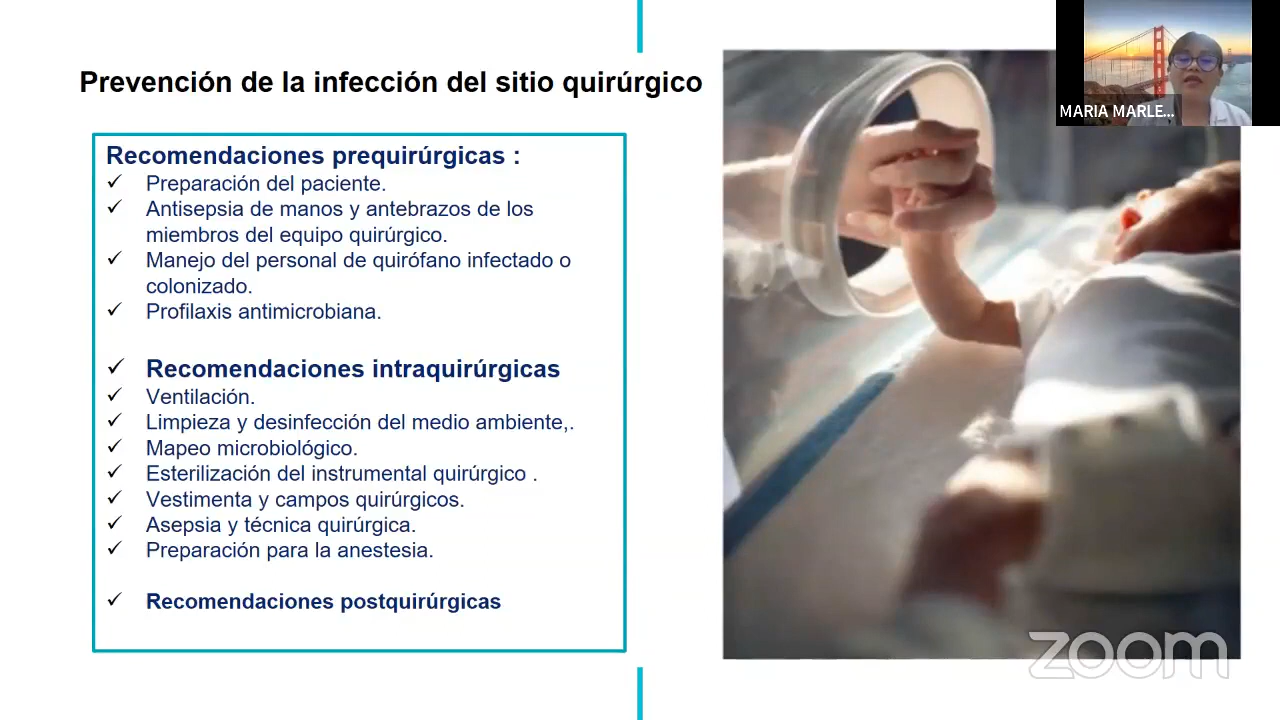 Prevención de la infección del sitio quirúrgico
MARIA MARLE...
Recomendaciones prequirúrgicas :
✓ Preparación del paciente.
✓ Antisepsia de manos y antebrazos de los
miembros del equipo quirúrgico.
✓ Manejo del personal de quirófano infectado o
colonizado.
✓ Profilaxis antimicrobiana.
✓ Recomendaciones intraquirúrgicas
✓ Ventilación.
✓ Limpieza y desinfección del medio ambiente,.
✓ Mapeo microbiológico.
✓ Esterilización del instrumental quirúrgico .
✓ Vestimenta y campos quirúrgicos.
✓ Asepsia y técnica quirúrgica.
✓ Preparación para la anestesia.
✓ Recomendaciones postquirúrgicas
zoom